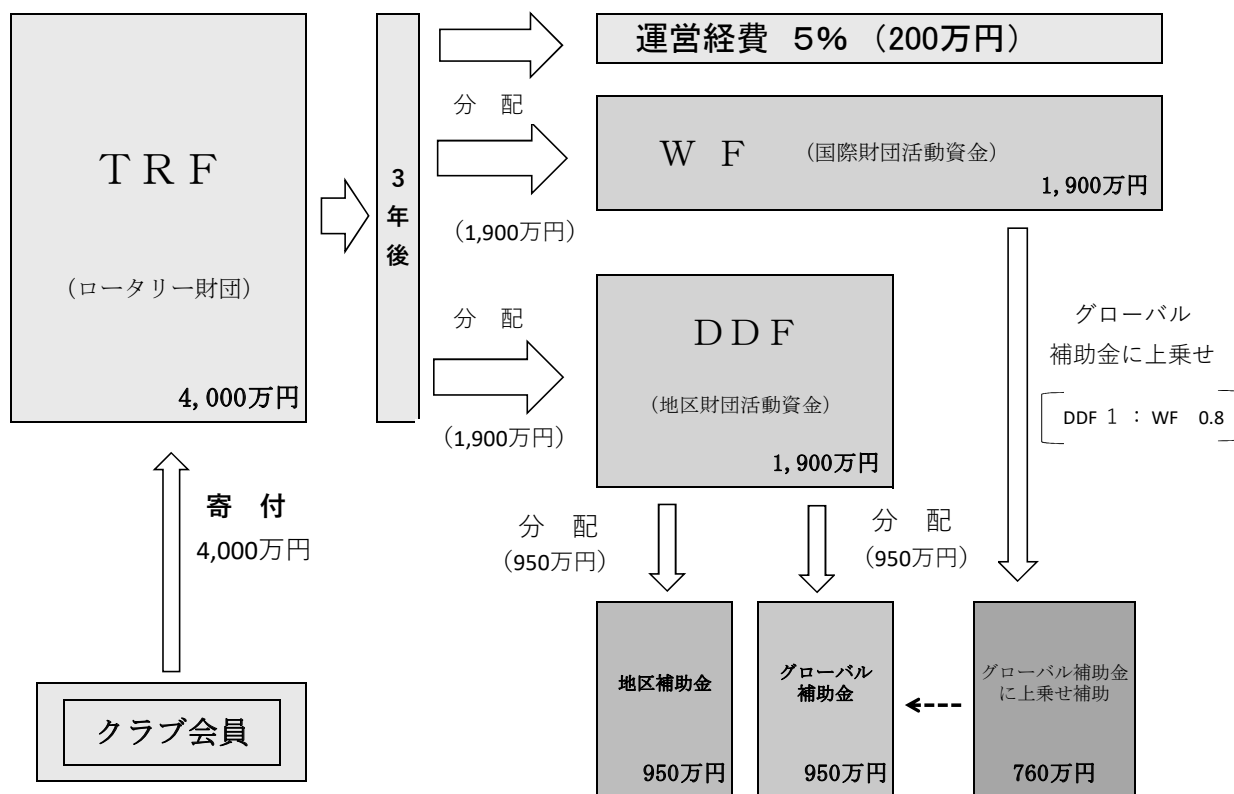 TRF
(ロータリー財団)
4,000万円
寄 付
4,000万円
クラブ会員
3
年
後
分 配
(1,900万円)
分 配
(1,900万円)
運営経費 5% (200万円)
WF (国際財団活動資金)
1,900万円
DDF
(地区財団活動資金)
1,900万円
グローバル
補助金に上乗せ
DDF 1 : WF 0.8
分 配
(950万円)
分 配
(950万円)
地区補助金
950万円
グローバル
補助金
950万円
グローバル補助金
に上乗せ補助
760万円